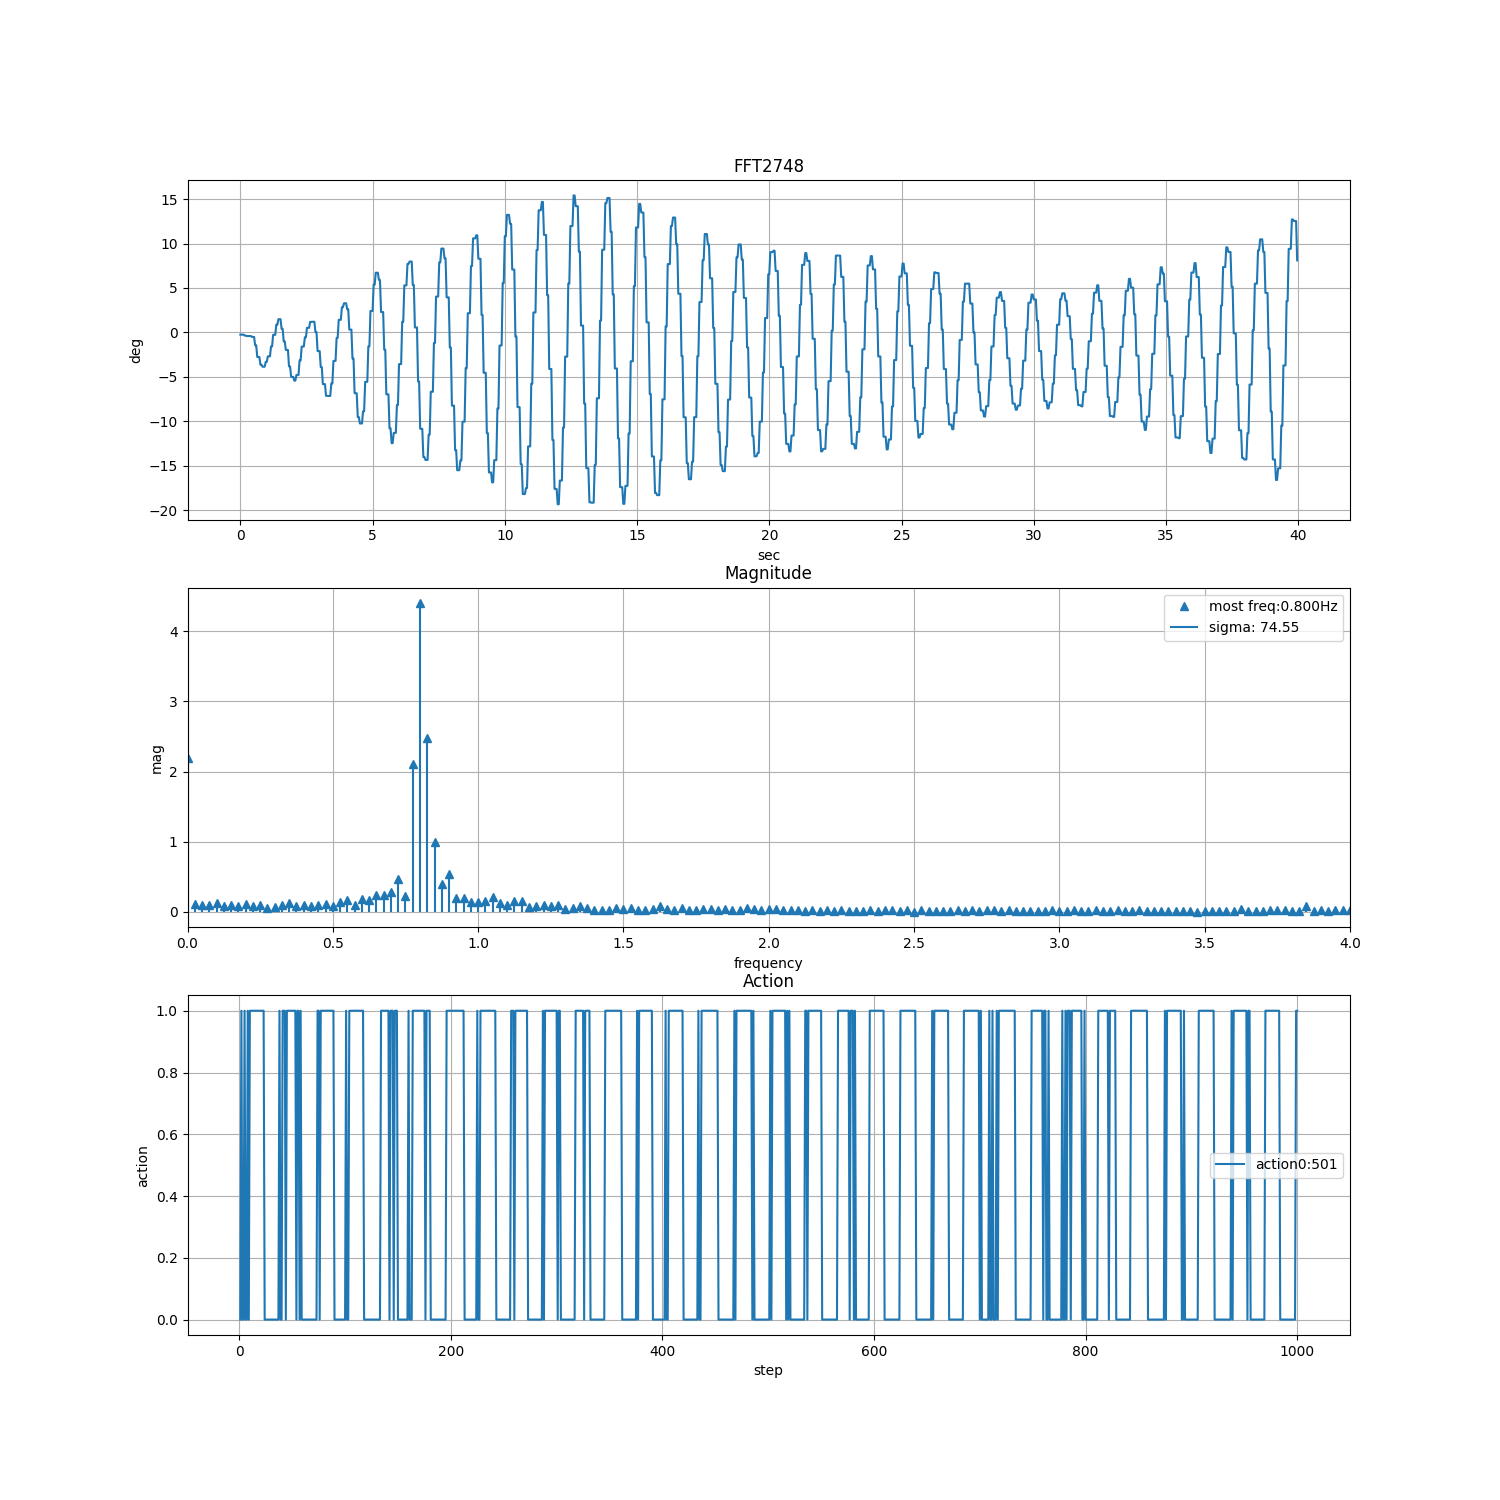 FFT2748
15
10
5
0
−5
−10
−15
−20
deg
0 5 10 15 20 25 30 35 40
sec
Magnitude
most freq:0.800Hz
sigma: 74.55
4
3
2
1
0
mag
0.0 0.5 1.0 1.5 2.0 2.5 3.0 3.5 4.0
frequency
Action
1.0
0.8
0.6
0.4
0.2
0.0
action
action0:501
0 200 400 600 800 1000
step